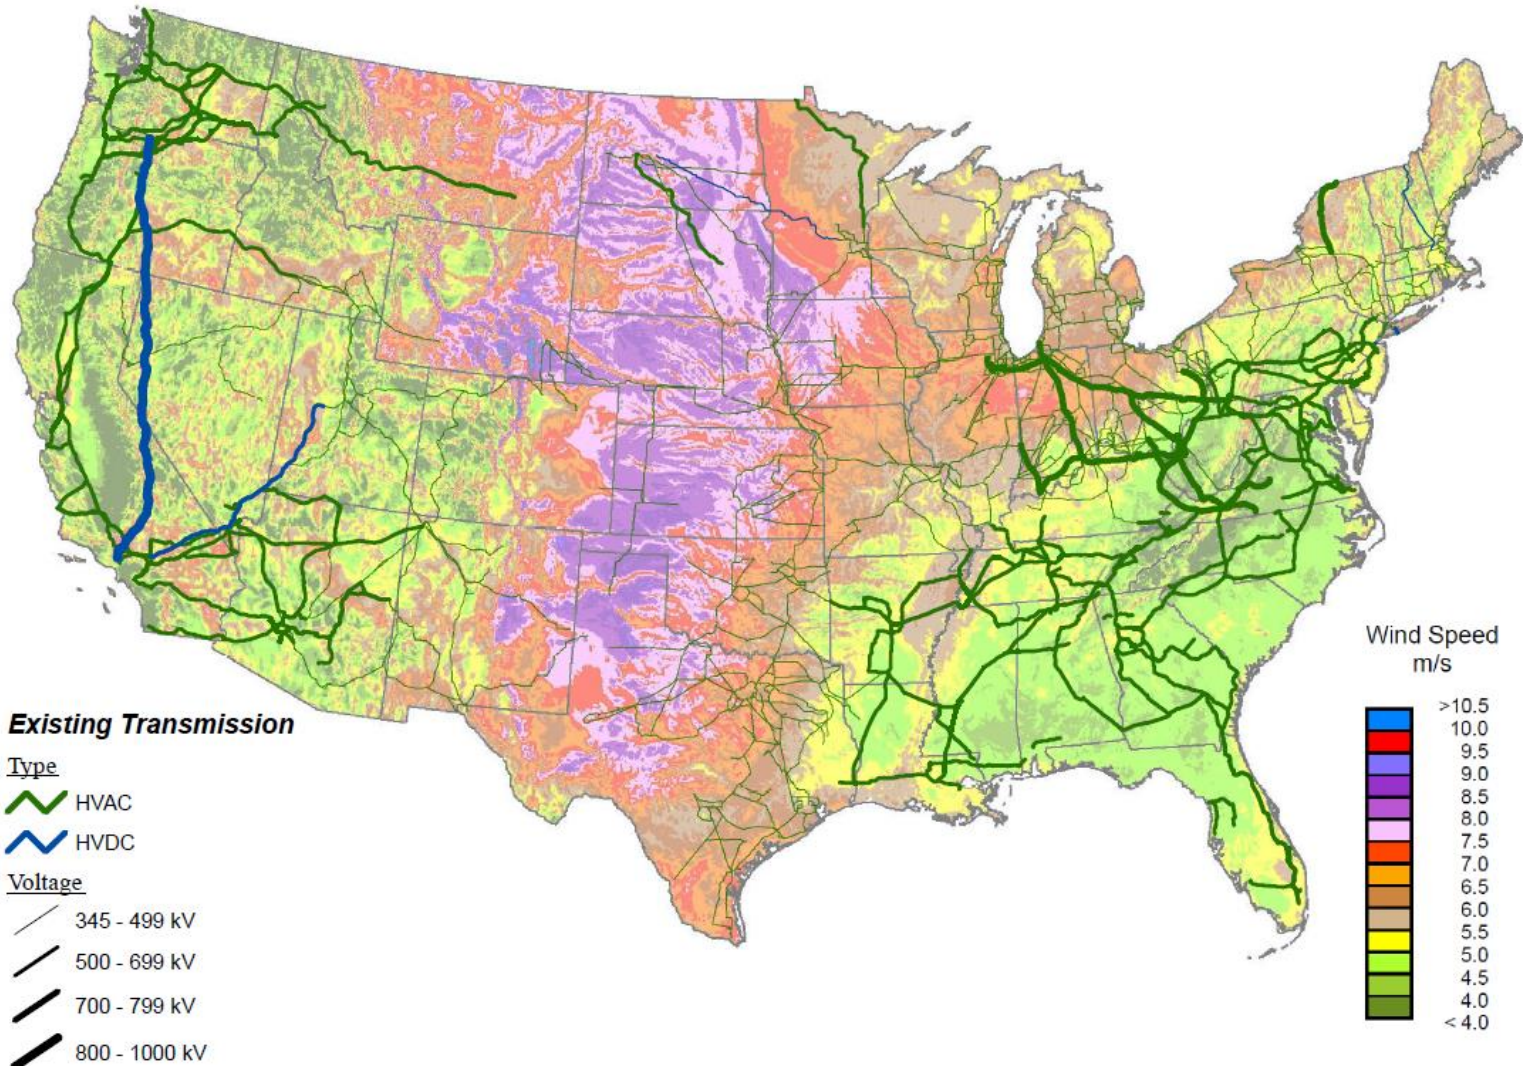 Existing Transmission
Type
HVAC
HVDC
Voltage
345 - 499 kV
500 - 699 kV
700 - 799 kV
800 - 1000 kV
Wind Speed
m/s
>10.5
10.0
9.5
9.0
8.5
8.0
7.5
7.0
6.5
6.0
5.5
5.0
4.5
4.0
< 4.0